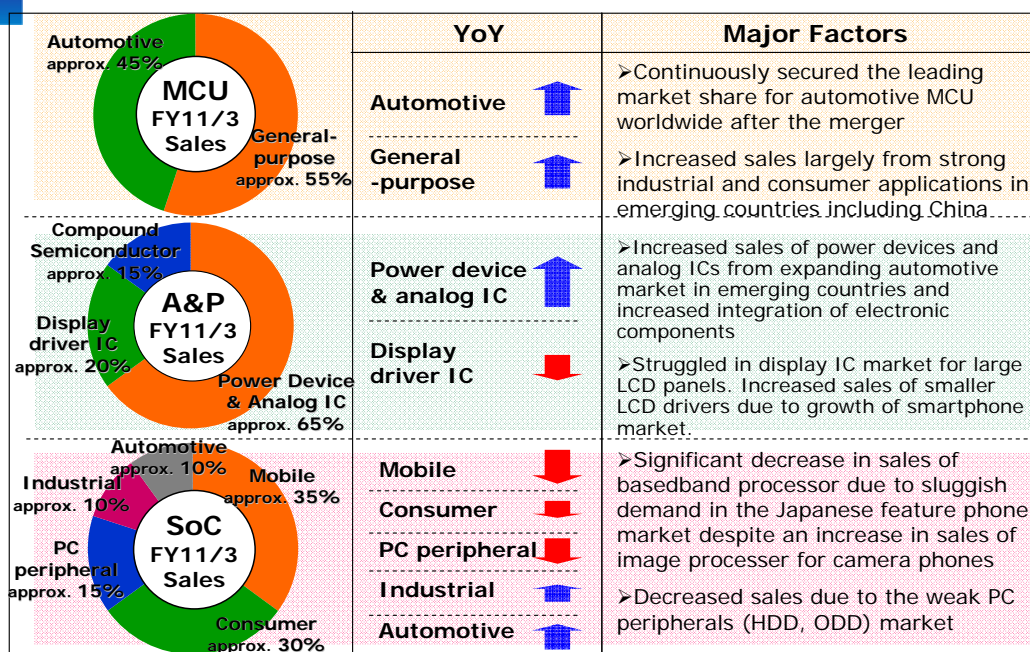 YoY
Major Factors
Automotive
approx. 45%
MCU
FY11/3
Sales
General-
purpose
approx. 55%
Automotive
General
-purpose
➢Continuously secured the leading
market share for automotive MCU
worldwide after the merger
➢Increased sales largely from strong
industrial and consumer applications in
emerging countries including China
Compound
Semiconductor
approx. 15%
A&P
FY11/3
Sales
Display
driver IC
approx. 20%
Power Device
& Analog IC
approx. 65%
Power device
& analog IC
Display
driver IC
➢Increased sales of power devices and
analog ICs from expanding automotive
market in emerging countries and
increased integration of electronic
components
➢Struggled in display IC market for large
LCD panels. Increased sales of smaller
LCD drivers due to growth of smartphone
market.
Automotive
approx. 10%
Industrial
approx. 10%
Mobile
approx. 35%
SoC
FY11/3
Sales
PC
peripheral
approx. 15%
Consumer
approx. 30%
Mobile
Consumer
PC peripheral
Industrial
Automotive
➢Significant decrease in sales of
basedband processor due to sluggish
demand in the Japanese feature phone
market despite an increase in sales of
image processer for camera phones
➢Decreased sales due to the weak PC
peripherals (HDD, ODD) market